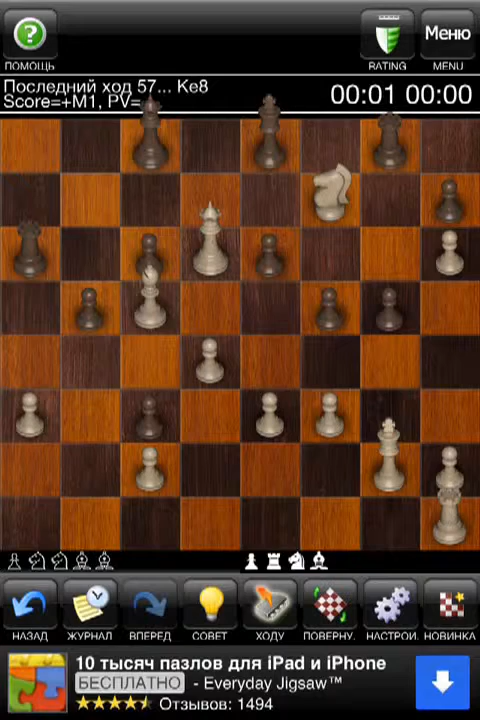 ?
ПОМОЩЬ
RATING
Меню
MENU
Последний ход 57... Ke8
Score=+M1, PV=
00:01 00:00
НАЗАД
ЖУРНАЛ
ВПЕРЕД
СОВЕТ
ХОДУ
ПОВЕРНУ.
НАСТРОИ.
НОВИНКА
10 тысяч пазлов для iPad и iPhone
БЕСПЛАТНО - Everyday Jigsaw™
Отзывов: 1494